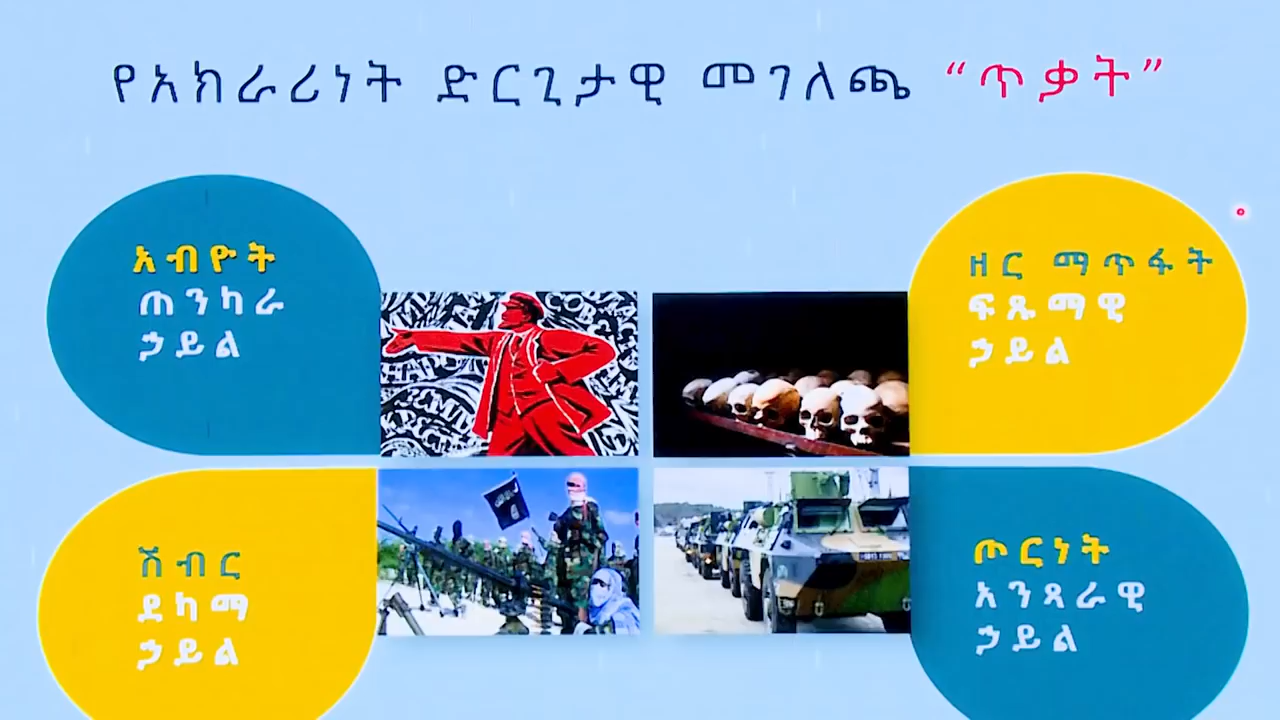 የአክራሪነት ድርጊታዊ መገለጫ “ጥቃት”
አብዮት
ጠንካራ
ኃይል
ዘር ማጥፋት
ፍጹማዊ
ኃይል
ሽብር
ደካማ
ኃይል
ጦርነት
አንጻራዊ
ኃይል